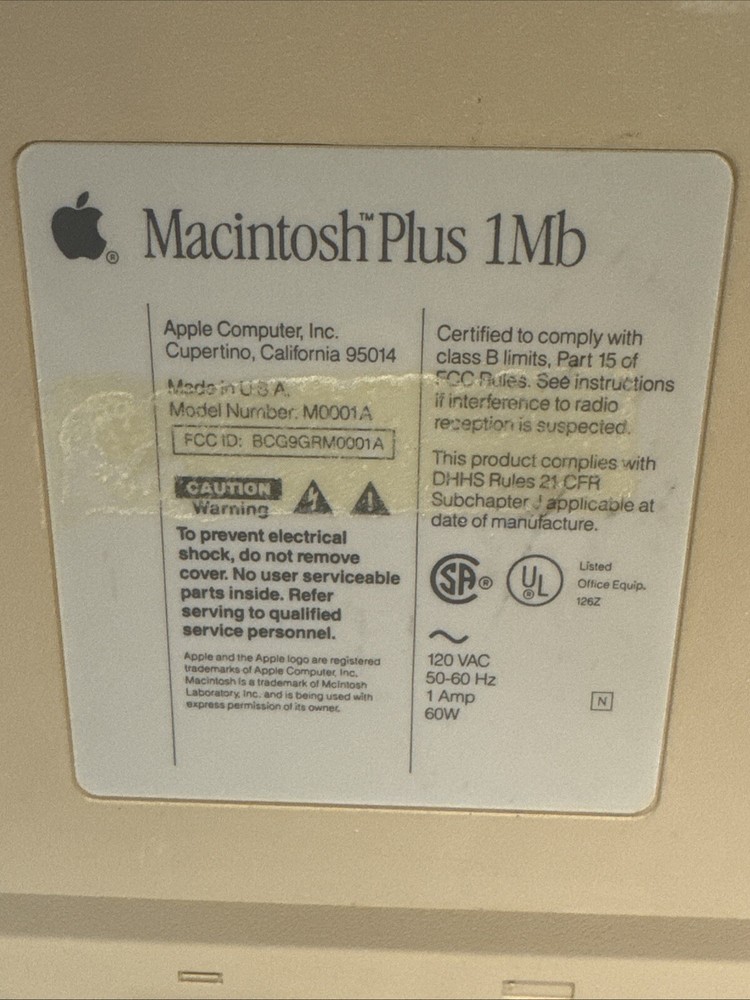 Macintosh™ Plus 1Mb
Apple Computer, Inc.
Cupertino, California 95014
Made in U.S.A.
Model Number: M0001A
FCC ID: BCG9GRM0001A
CAUTION
Warning
To prevent electrical
shock, do not remove
cover. No user serviceable
parts inside. Refer
serving to qualified
service personnel.
Apple and the Apple logo are registered
trademarks of Apple Computer, Inc.
Macintosh is a trademark of McIntosh
Laboratory, Inc. and is being used with
express permission of its owner.
Certified to comply with
class B limits, Part 15 of
FCC Rules. See instructions
if interference to radio
reception is suspected.
This product complies with
DHHS Rules 21 CFR
Subchapter J applicable at
date of manufacture.
SA® UL®
Listed
Office Equip.
126Z
120 VAC
50-60 Hz
1 Amp
60W
N